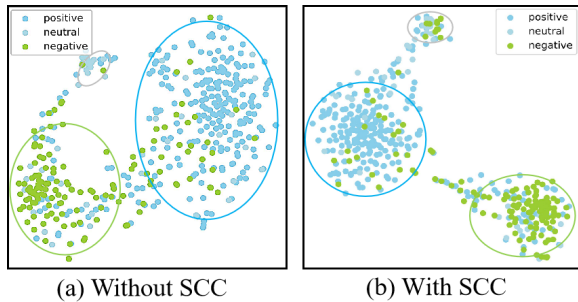 positive
neutral
negative
positive
neutral
negative
(a) Without SCC
(b) With SCC